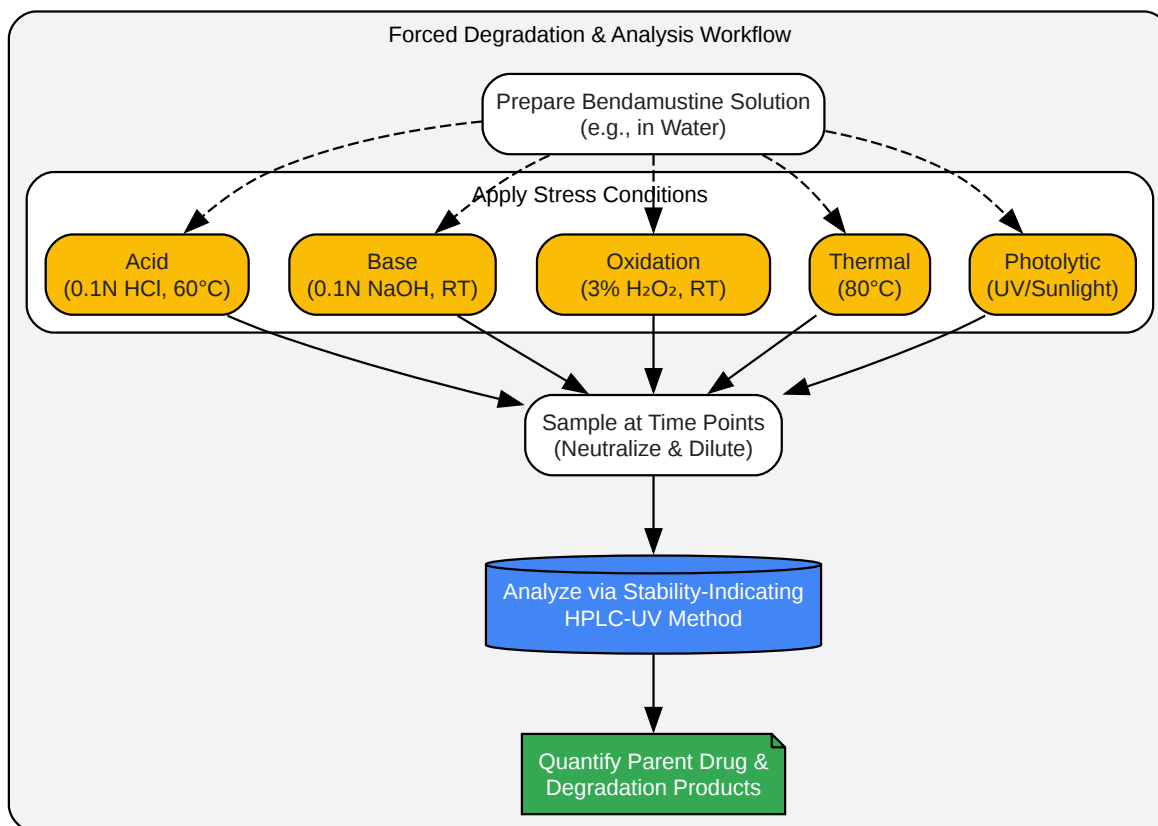 Forced Degradation & Analysis Workflow
Prepare Bendamustine Solution
(e.g., in Water)
Apply Stress Conditions
Acid
(0.1N HCl, 60°C)
Base
(0.1N NaOH, RT)
Oxidation
(3% H₂O₂, RT)
Thermal
(80°C)
Photolytic
(UV/Sunlight)
Sample at Time Points
(Neutralize & Dilute)
Analyze via Stability-Indicating
HPLC-UV Method
Quantify Parent Drug &
Degradation Products